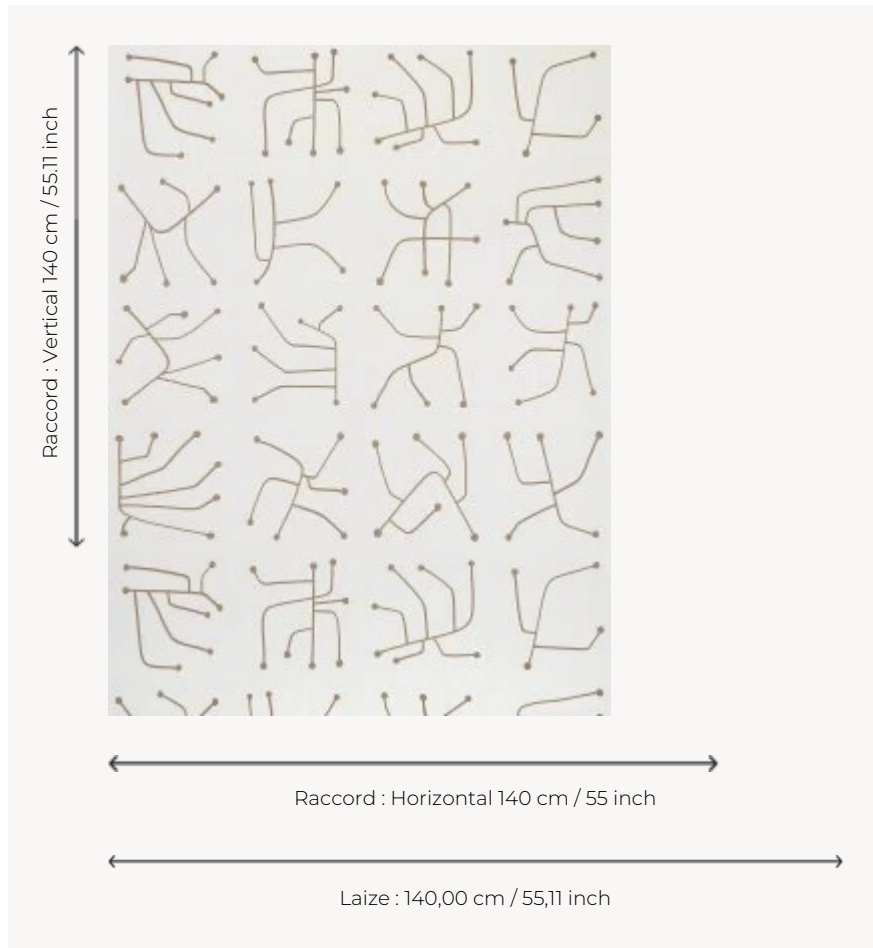 Raccord : Vertical 140 cm / 55.11 inch
Raccord : Horizontal 140 cm / 55 inch
Laize : 140,00 cm / 55,11 inch